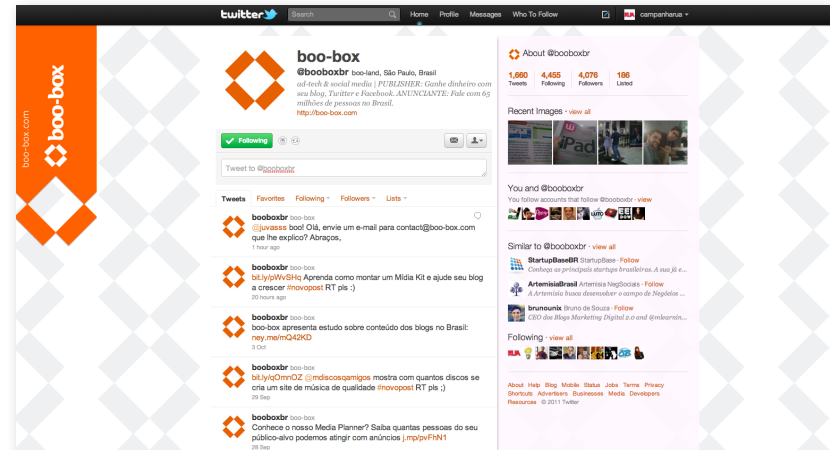 twitter
Search
Home Profile Messages Who To Follow
campanharua
boo-box.com
boo-box
boo-box
@booboxbr boo-land, São Paulo, Brasil
ad-tech & social media | PUBLISHER: Ganhe dinheiro com
seu blog, Twitter e Facebook. ANUNCIANTE: Fale com 65
milhões de pessoas no Brasil.
http://boo-box.com
Following
Tweet to @booboxbr
Tweets Favorites Following Followers Lists
booboxbr boo-box
@juvasss boo! Olá, envie um e-mail para contact@boo-box.com
que lhe explico? Abraços,
1 hour ago
booboxbr boo-box
bit.ly/pWvSHq Aprenda como montar um Mídia Kit e ajude seu blog
a crescer #novopost RT pls :)
20 hours ago
booboxbr boo-box
boo-box apresenta estudo sobre conteúdo dos blogs no Brasil:
ney.me/mQ42KD
3 Oct
booboxbr boo-box
bit.ly/qOmnOZ @mdiscosqamigos mostra com quantos discos se
cria um site de música de qualidade #novopost RT pls ;)
29 Sep
booboxbr boo-box
Conhece o nosso Media Planner? Saiba quantas pessoas do seu
público-alvo podemos atingir com anúncios j.mp/pvFhN1
28 Sep
About @booboxbr
1,660 4,455 4,076 186
Tweets Following Followers Listed
Recent Images · view all
iPad
You and @booboxbr
You follow accounts that follow @booboxbr · view
Similar to @booboxbr · view all
StartupBaseBR StartupBase · Follow
Conheça as principais startups brasileiras. A sua já e...
ArtemisiaBrasil Artemisia NegSociais · Follow
A Artemisia busca desenvolver o campo de Negócios ...
brunounix Bruno de Souza · Follow
CEO dos Blogs Marketing Digital 2.0 and @mlearnin...
Following · view all
About Help Blog Mobile Status Jobs Terms Privacy
Shortcuts Advertisers Businesses Media Developers
Resources © 2011 Twitter